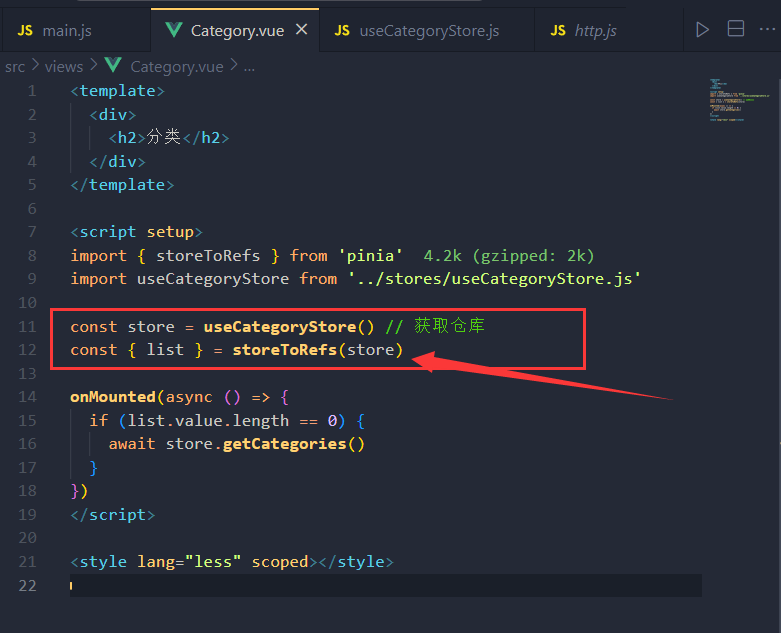 JS main.js
Category.vue
JS useCategoryStore.js
JS http.js
src > views > Category.vue > ...
1 <template>
2 <div>
3 <h2>分类</h2>
4 </div>
5 </template>
6
7 <script setup>
8 import { storeToRefs } from 'pinia' 4.2k (gzipped: 2k)
9 import useCategoryStore from '../stores/useCategoryStore.js'
10
11 const store = useCategoryStore() // 获取仓库
12 const { list } = storeToRefs(store)
13
14 onMounted(async () => {
15 if (list.value.length == 0) {
16 await store.getCategories()
17 }
18 })
19 </script>
20
21 <style lang="less" scoped></style>
22